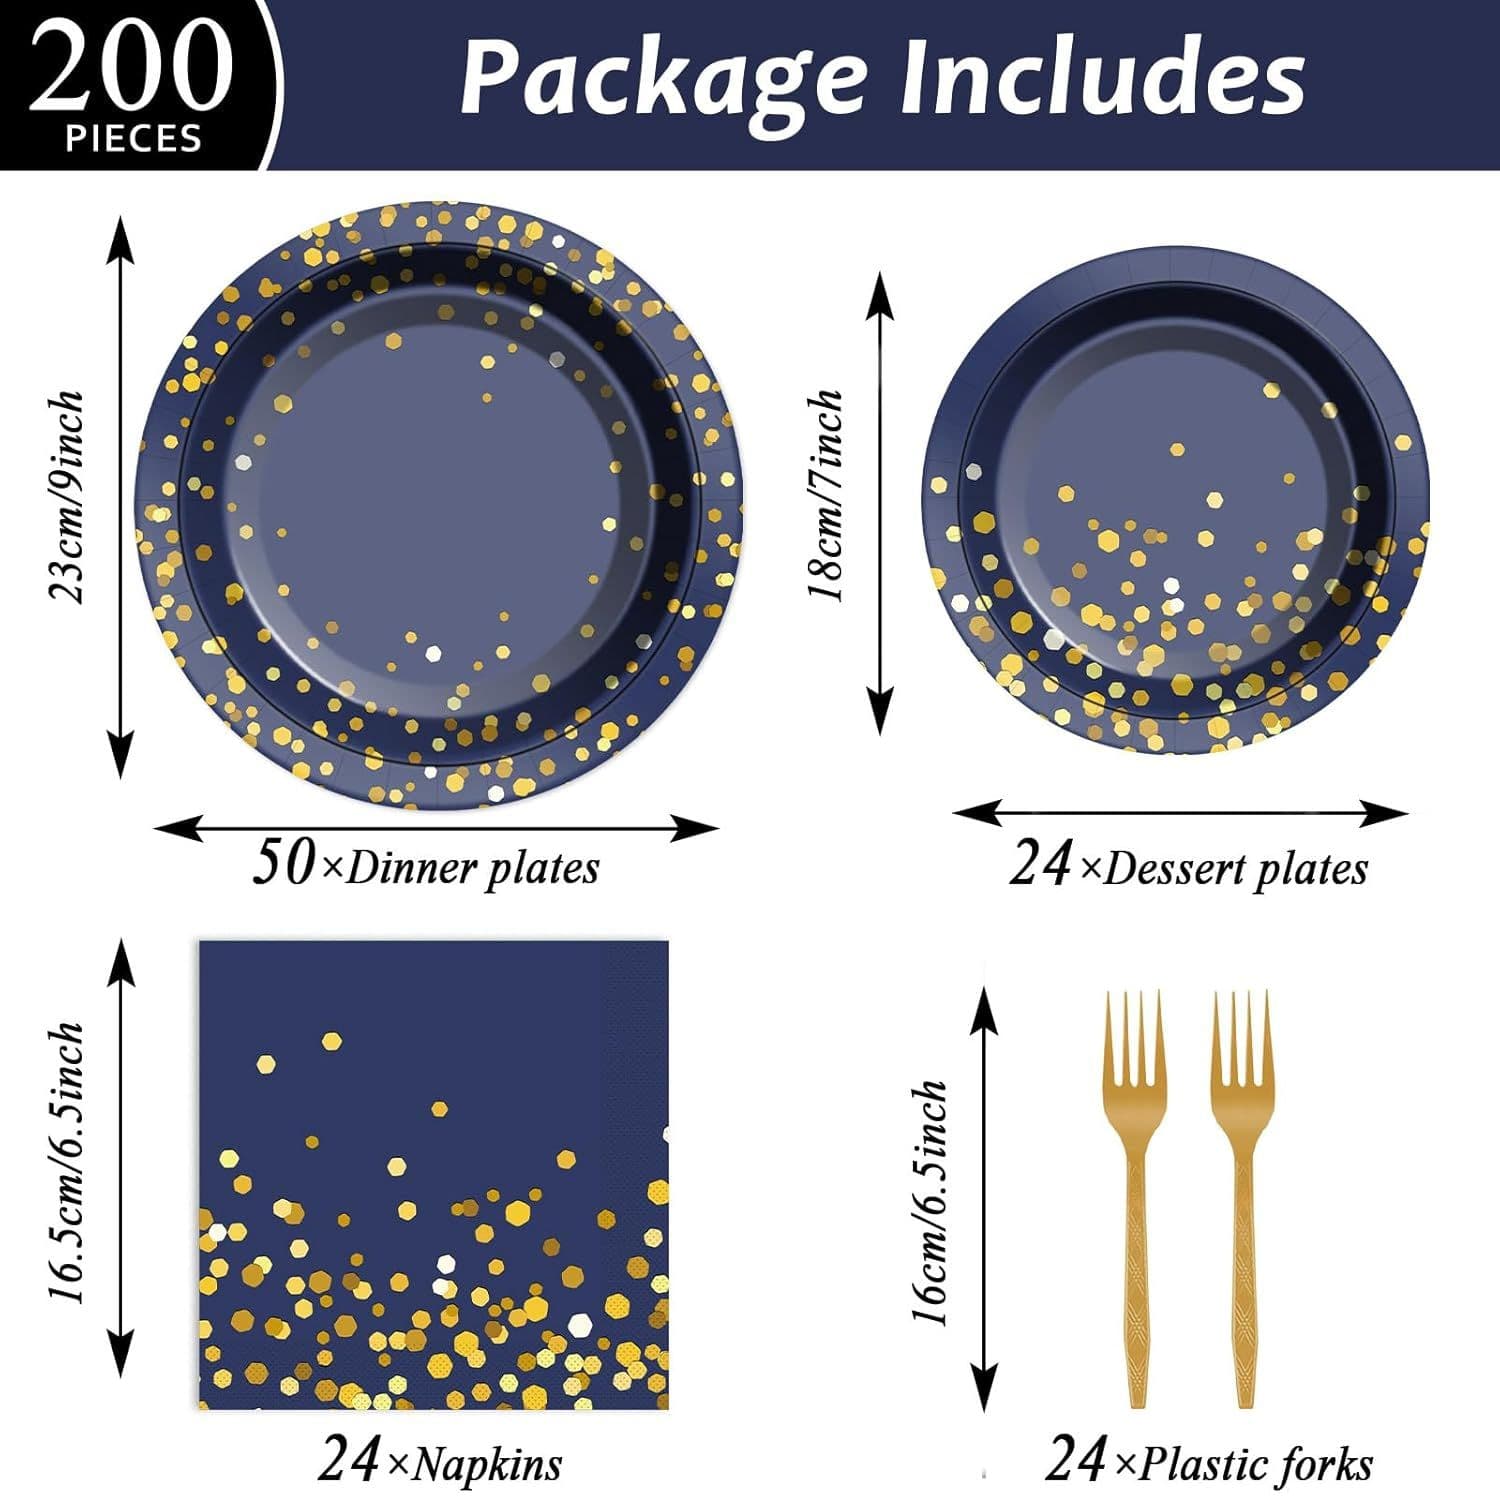 200
PIECES
Package Includes
23cm/9inch
18cm/7inch
50×Dinner plates
24×Dessert plates
16.5cm/6.5inch
16cm/6.5inch
24×Napkins
24×Plastic forks